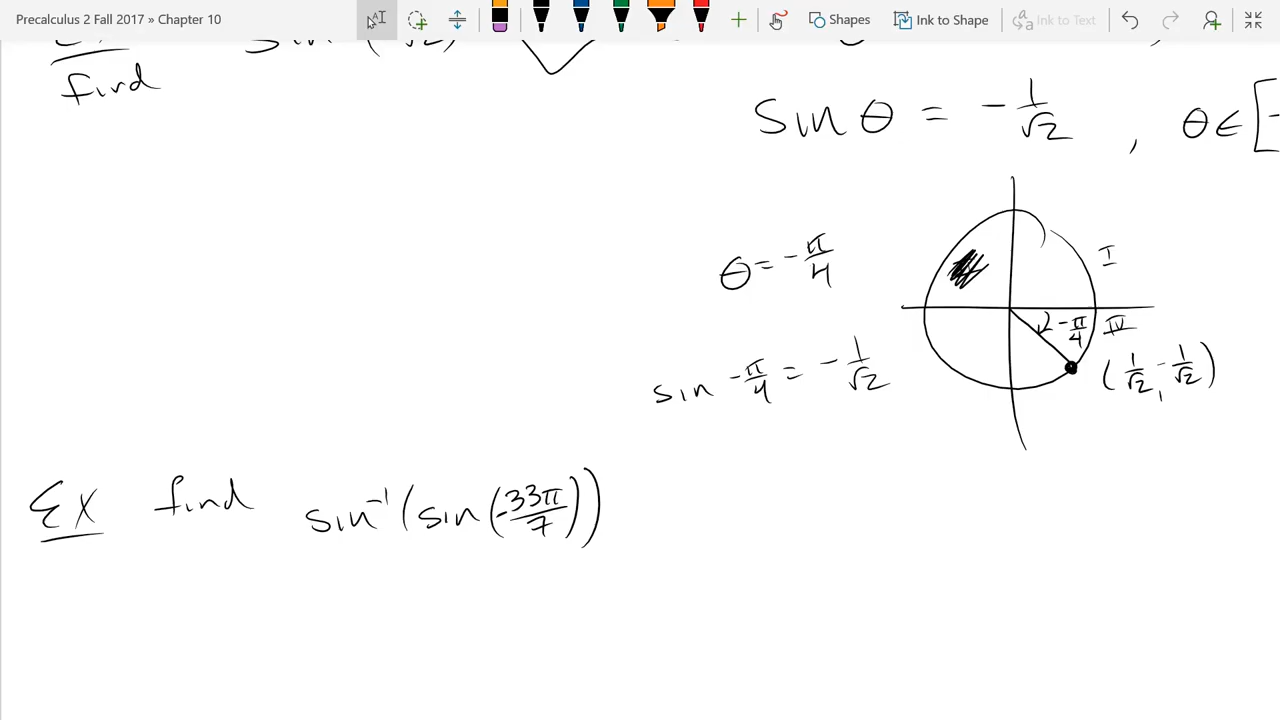 Precalculus 2 Fall 2017 » Chapter 10
Shapes
Ink to Shape
Ink to Text
find
sin θ = -1/√2 , θ ∈ [
θ = -π/4
I
-π/4
IV
(1/√2, -1/√2)
sin -π/4 = -1/√2
EX find sin⁻¹(sin(-33π/7))